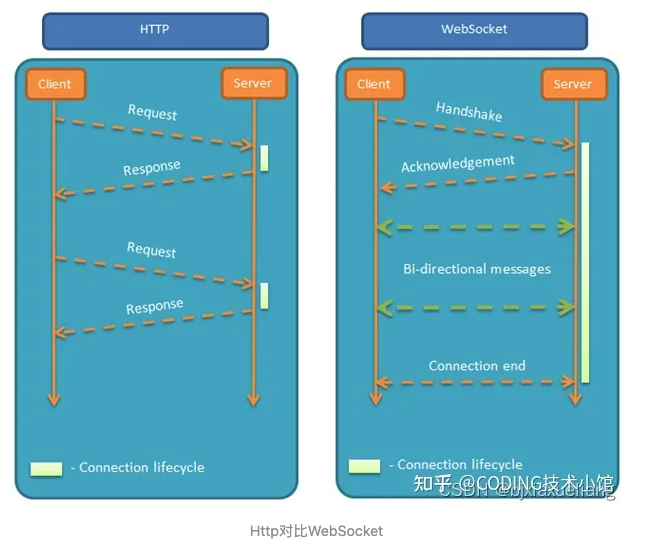 HTTP
Client
Server
Request
Response
Request
Response
- Connection lifecycle
WebSocket
Client
Server
Handshake
Acknowledgement
Bi-directional messages
Connection end
- Connection lifecycle
知乎 @CODING技术小馆
CSDN @bjxiaxueliang
Http对比WebSocket